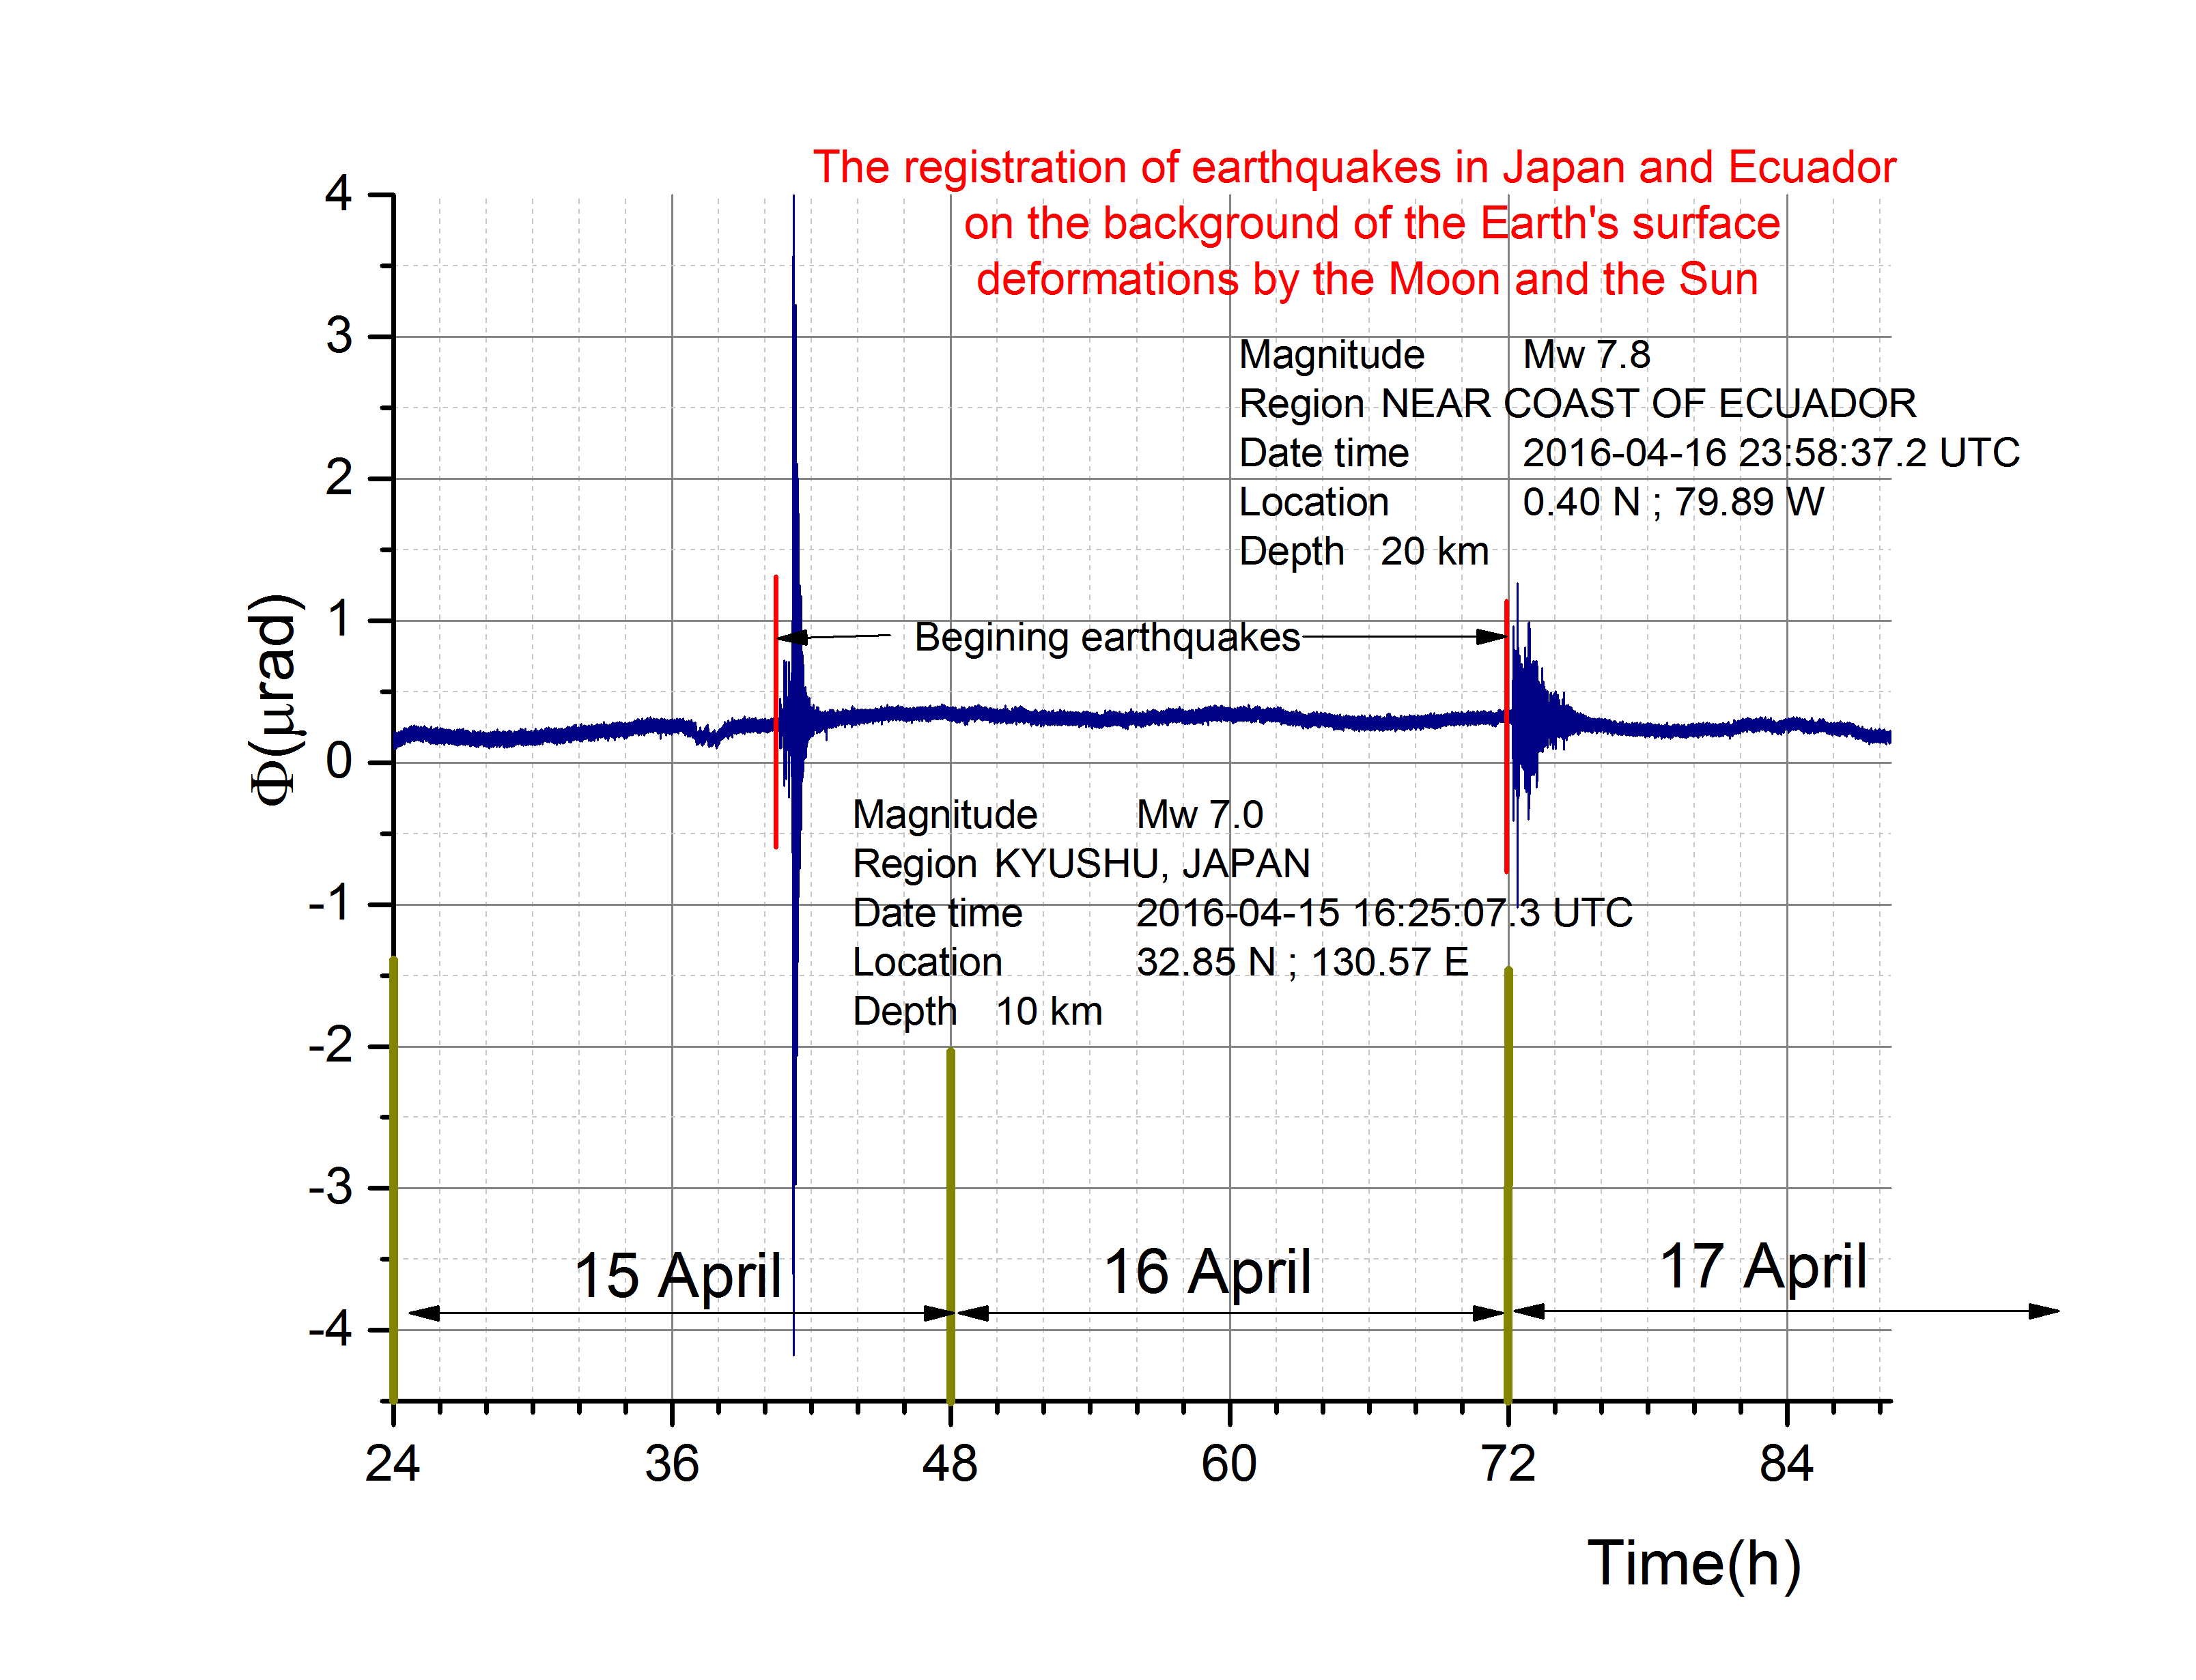 The registration of earthquakes in Japan and Ecuador
on the background of the Earth's surface
deformations by the Moon and the Sun
4
3
2
1
0
-1
-2
-3
-4
Φ(μrad)
Magnitude Mw 7.8
Region NEAR COAST OF ECUADOR
Date time 2016-04-16 23:58:37.2 UTC
Location 0.40 N ; 79.89 W
Depth 20 km
Begining earthquakes
Magnitude Mw 7.0
Region KYUSHU, JAPAN
Date time 2016-04-15 16:25:07.3 UTC
Location 32.85 N ; 130.57 E
Depth 10 km
15 April
16 April
17 April
24 36 48 60 72 84
Time(h)